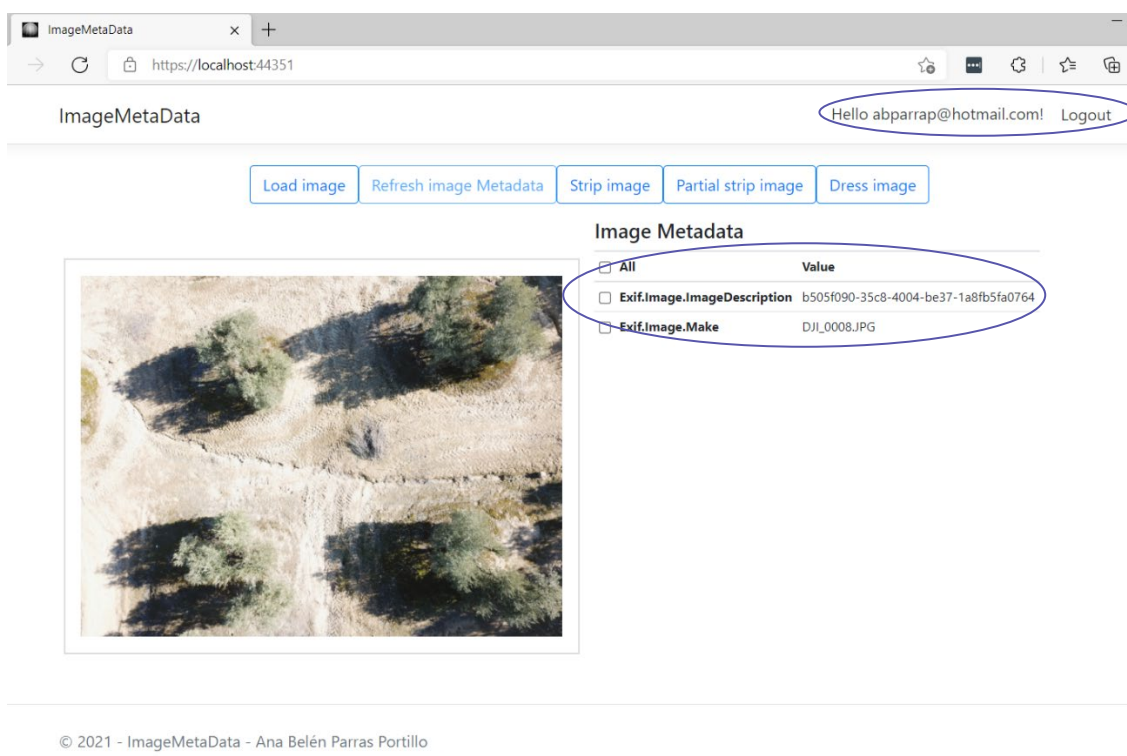 ImageMetaData
https://localhost:44351
ImageMetaData
Hello abparrap@hotmail.com! Logout
Load image Refresh image Metadata Strip image Partial strip image Dress image
Image Metadata
All Value
Exif.Image.ImageDescription b505f090-35c8-4004-be37-1a8fb5fa0764
Exif.Image.Make DJI_0008.JPG
© 2021 - ImageMetaData - Ana Belén Parras Portillo